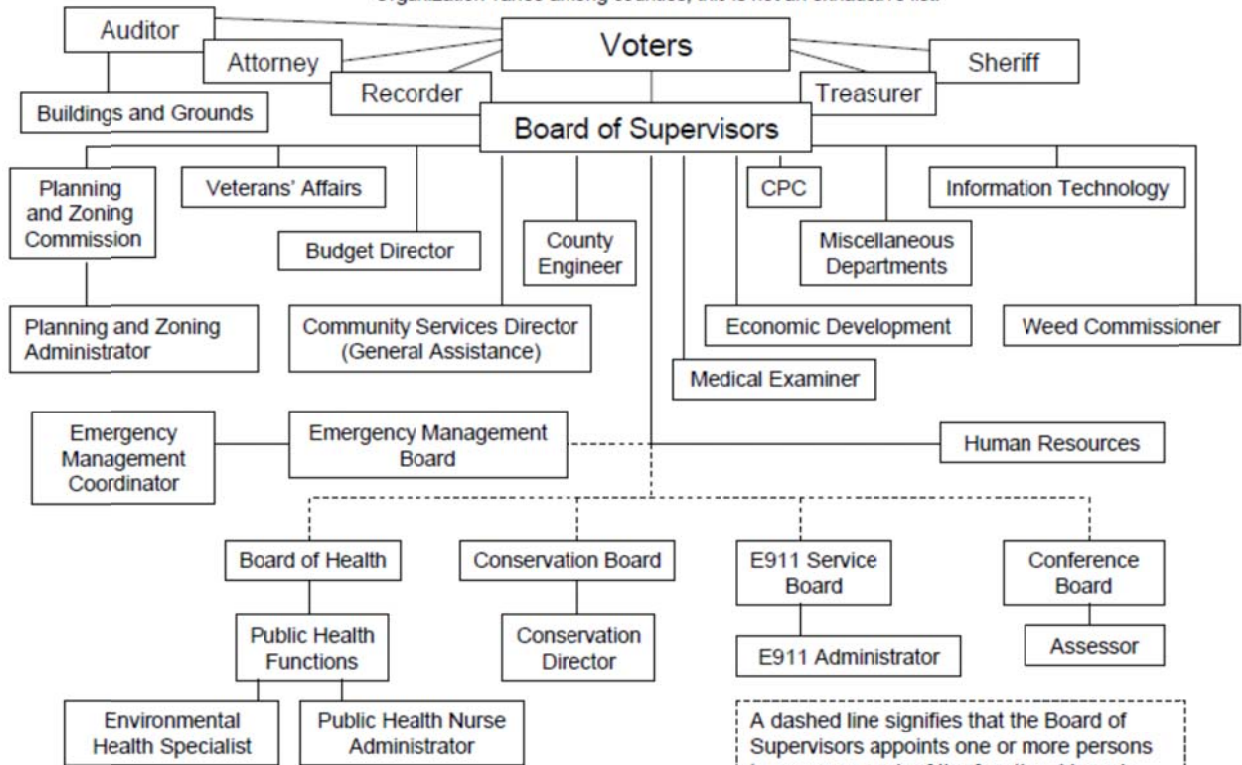 Auditor
Voters
Attorney
Sheriff
Recorder
Treasurer
Buildings and Grounds
Board of Supervisors
Planning
and Zoning
Commission
Veterans' Affairs
CPC
Information Technology
Budget Director
County
Engineer
Miscellaneous
Departments
Planning and Zoning
Administrator
Community Services Director
(General Assistance)
Economic Development
Weed Commissioner
Medical Examiner
Emergency
Management
Coordinator
Emergency Management
Board
Human Resources
Board of Health
Conservation Board
E911 Service
Board
Conference
Board
Public Health
Functions
Conservation
Director
E911 Administrator
Assessor
Environmental
Health Specialist
Public Health Nurse
Administrator
A dashed line signifies that the Board of
Supervisors appoints one or more persons